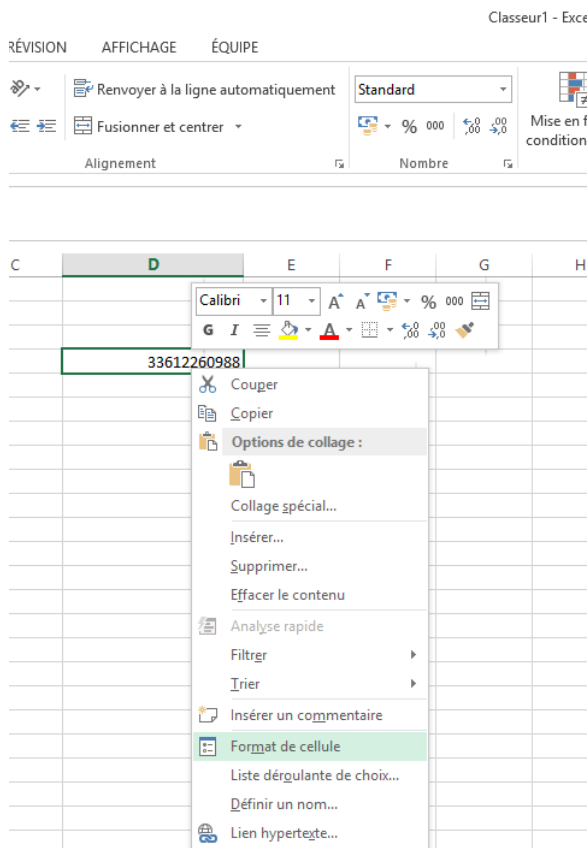 Classeur1 - Exce
RÉVISION AFFICHAGE ÉQUIPE
Renvoyer à la ligne automatiquement
Standard
Fusionner et centrer
% 000
Mise en f
condition
Alignement
Nombre
C D E F G H
Calibri 11 A A % 000
G I A
33612260988
Couper
Copier
Options de collage :
Collage spécial...
Insérer...
Supprimer...
Effacer le contenu
Analyse rapide
Filtrer
Trier
Insérer un commentaire
Format de cellule
Liste déroulante de choix...
Définir un nom...
Lien hypertexte...